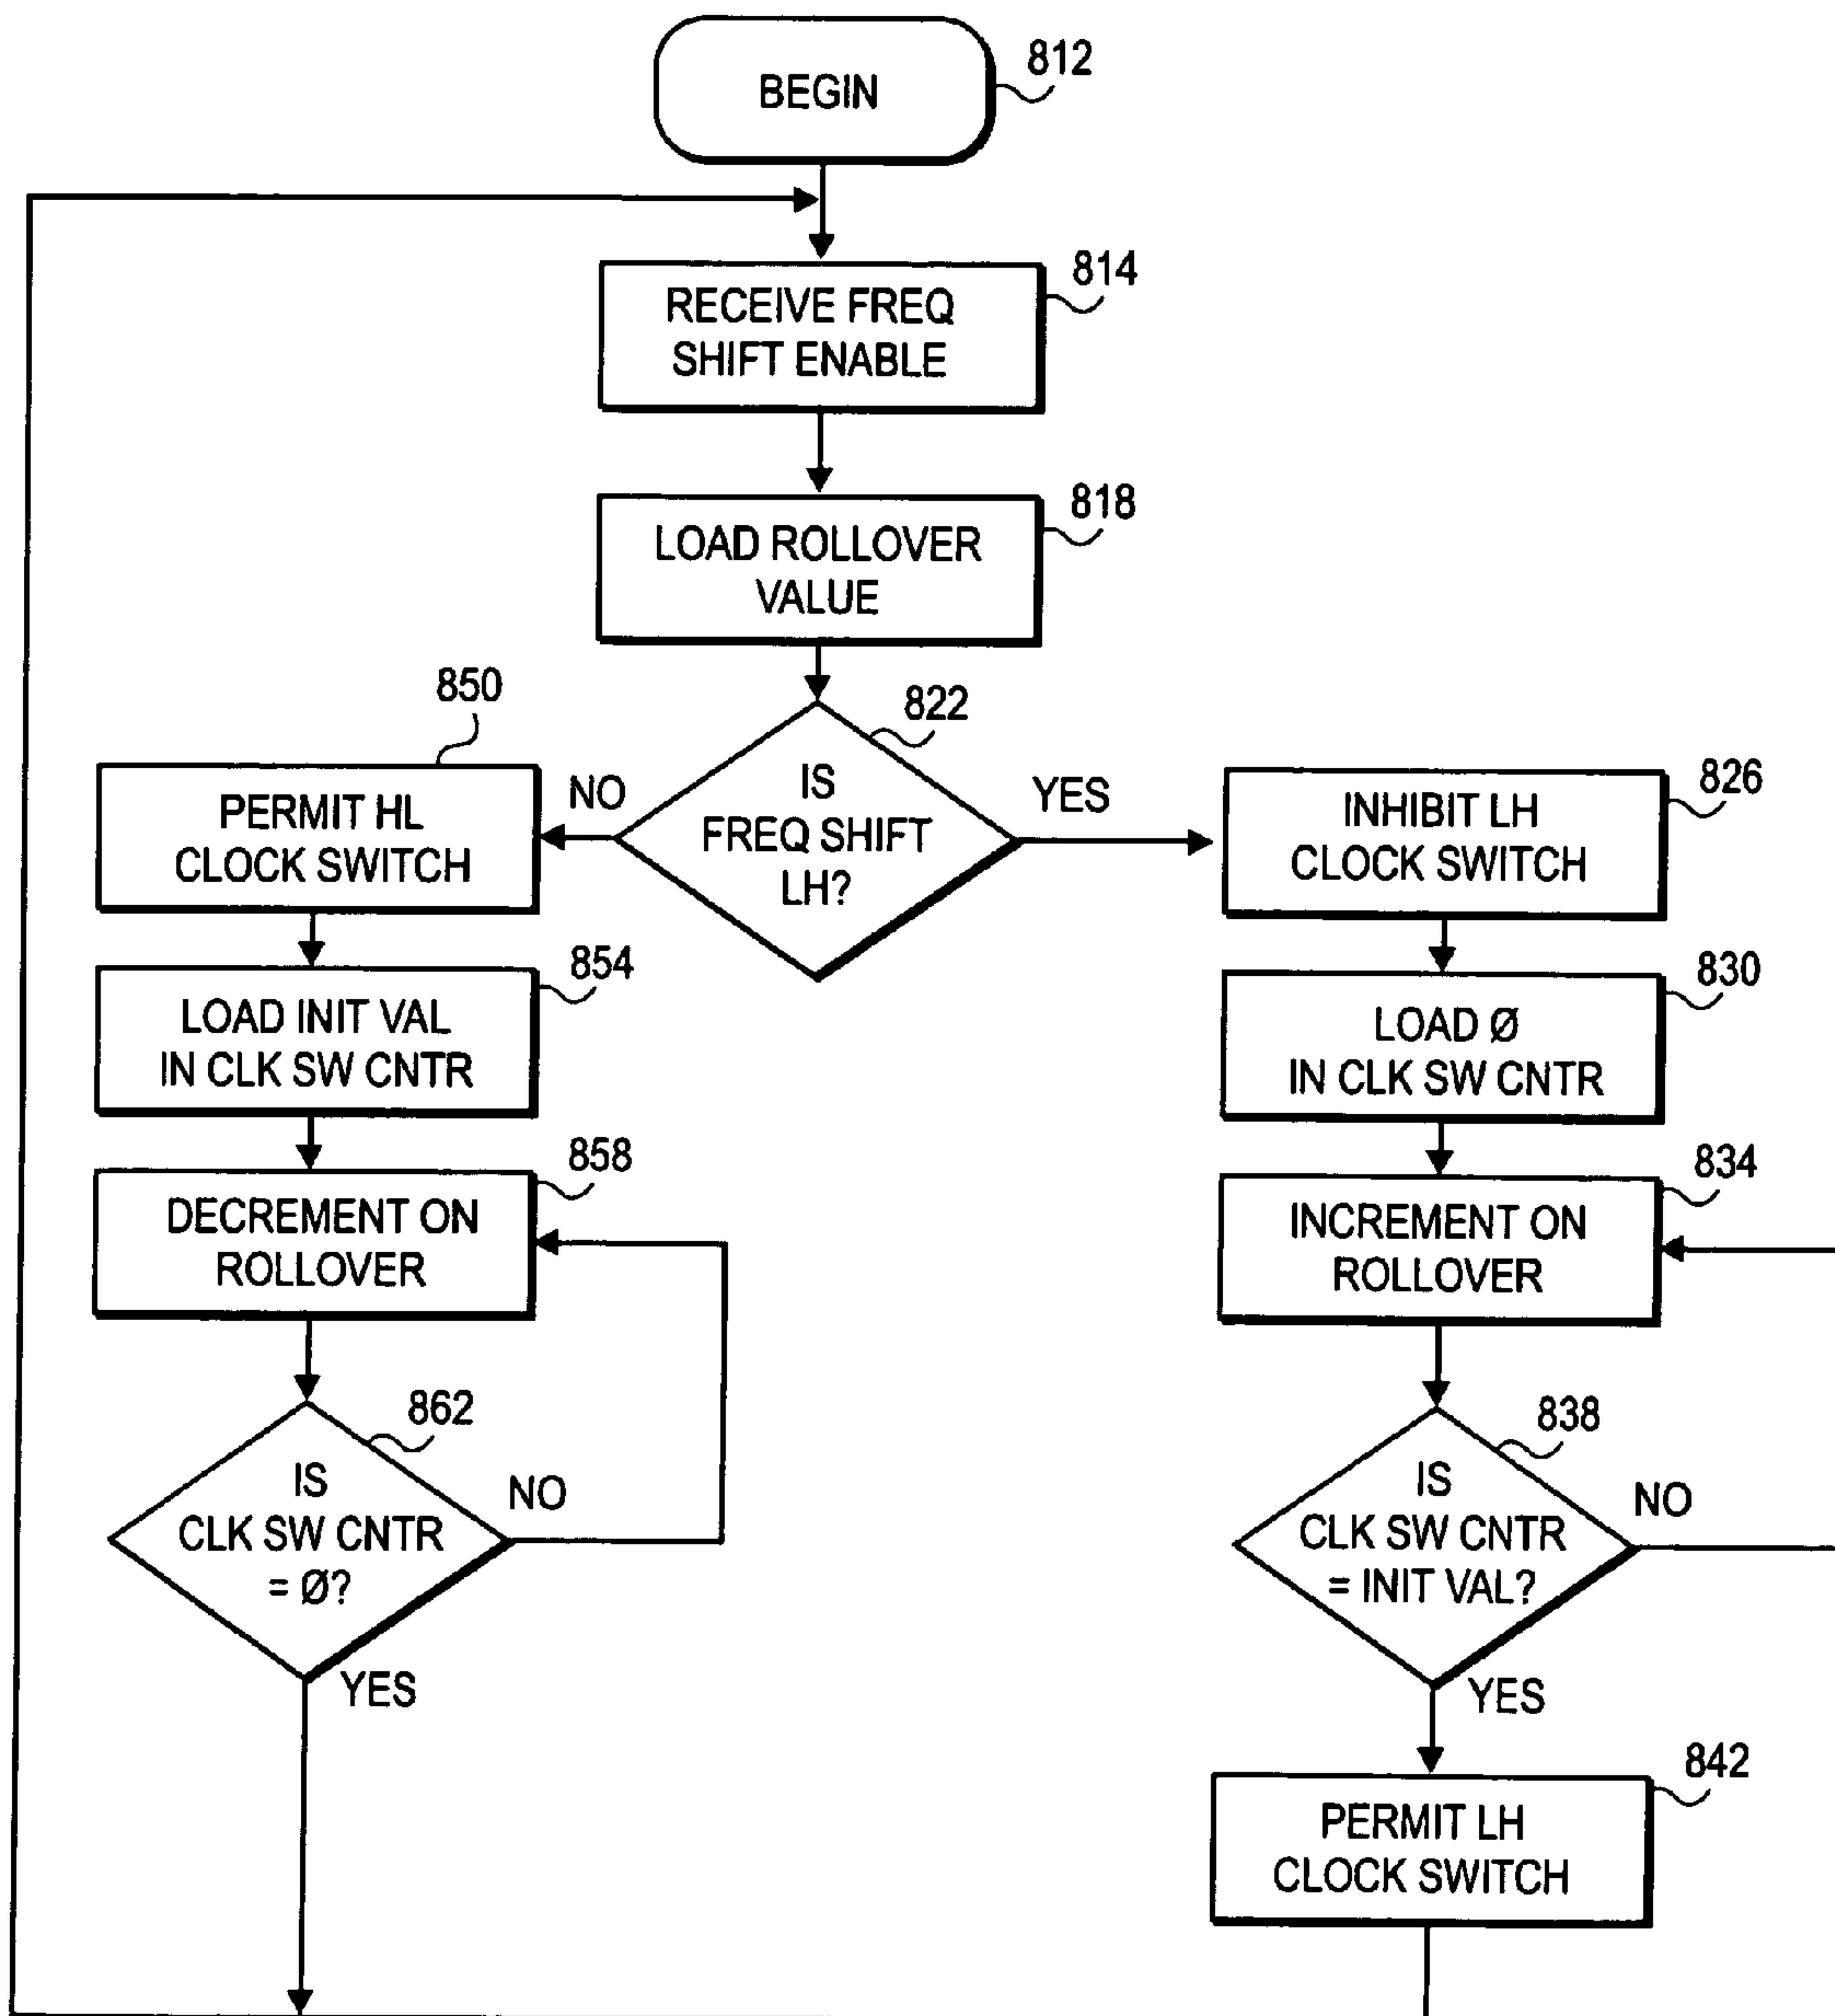 BEGIN
812
RECEIVE FREQ
SHIFT ENABLE
814
LOAD ROLLOVER
VALUE
818
IS
FREQ SHIFT
LH?
822
NO
YES
PERMIT HL
CLOCK SWITCH
850
LOAD INIT VAL
IN CLK SW CNTR
854
DECREMENT ON
ROLLOVER
858
IS
CLK SW CNTR
= Ø?
862
NO
YES
INHIBIT LH
CLOCK SWITCH
826
LOAD Ø
IN CLK SW CNTR
830
INCREMENT ON
ROLLOVER
834
IS
CLK SW CNTR
= INIT VAL?
838
NO
YES
PERMIT LH
CLOCK SWITCH
842